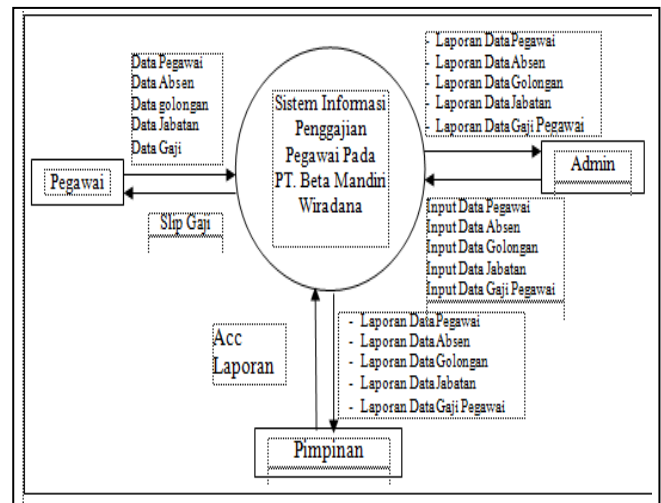 Data Pegawai
Data Absen
Data golongan
Data Jabatan
Data Gaji
Pegawai
Slip Gaji
Sistem Informasi
Penggajian
Pegawai Pada
PT. Beta Mandiri
Wiradana
- Laporan Data Pegawai
- Laporan Data Absen
- Laporan Data Golongan
- Laporan Data Jabatan
- Laporan Data Gaji Pegawai
Admin
Input Data Pegawai
Input Data Absen
Input Data Golongan
Input Data Jabatan
Input Data Gaji Pegawai
Acc
Laporan
- Laporan Data Pegawai
- Laporan Data Absen
- Laporan Data Golongan
- Laporan Data Jabatan
- Laporan Data Gaji Pegawai
Pimpinan